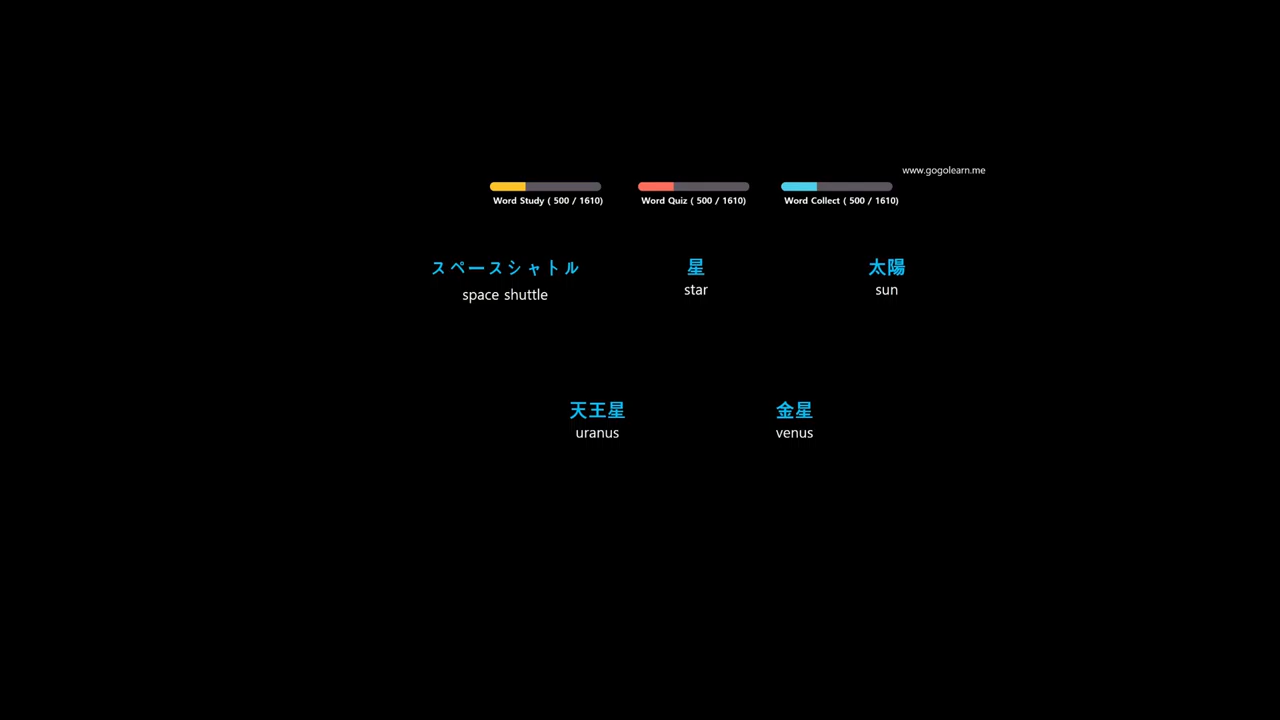 www.gogolearn.me
Word Study ( 500 / 1610)
Word Quiz ( 500 / 1610)
Word Collect ( 500 / 1610)
スペースシャトル
space shuttle
星
star
太陽
sun
天王星
uranus
金星
venus